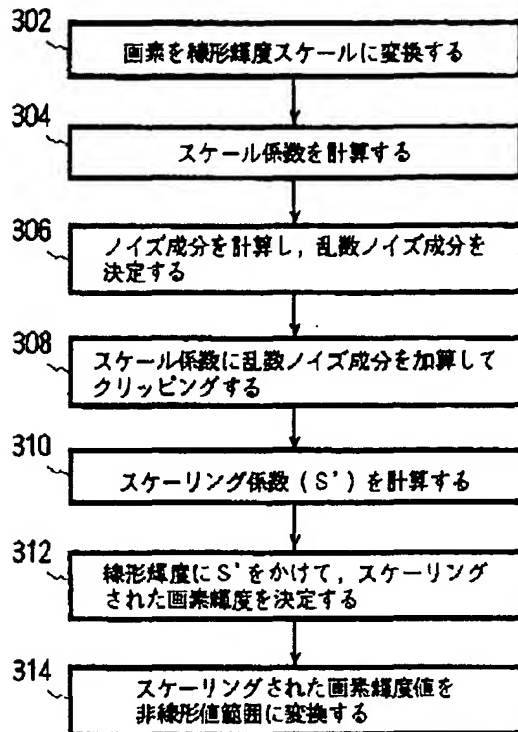 302
画素を線形輝度スケールに変換する
304
スケール係数を計算する
306
ノイズ成分を計算し，乱数ノイズ成分を
決定する
308
スケール係数に乱数ノイズ成分を加算して
クリッピングする
310
スケーリング係数（S'）を計算する
312
線形輝度にS'をかけて，スケーリング
された画素輝度を決定する
314
スケーリングされた画素輝度値を
非線形値範囲に変換する